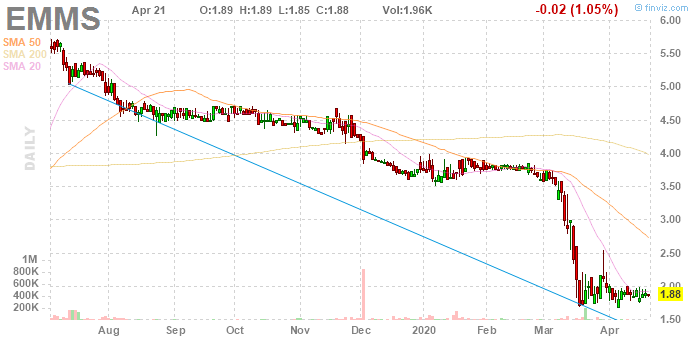 © finviz.com
EMMS
Apr 21 O:1.89 H:1.89 L:1.85 C:1.88 Vol:1.96K -0.02 (1.05%)
SMA 50
SMA 200
SMA 20
DAILY
6.00
5.50
5.00
4.50
4.00
3.50
3.00
2.50
2.00
1.88
1.50
1M
800K
600K
400K
200K
Aug Sep Oct Nov Dec 2020 Feb Mar Apr